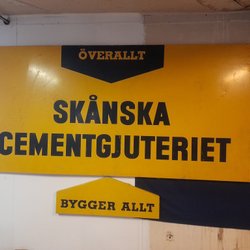 ÖVERALLT
SKÅNSKA
CEMENTGJUTERIET
BYGGER ALLT